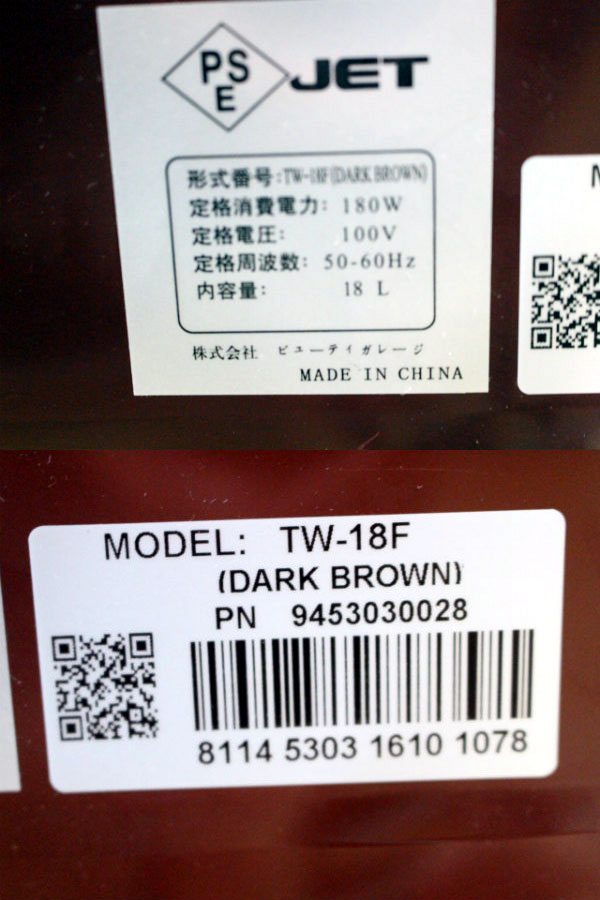 PS
E
JET
形式番号:TW-18F(DARK BROWN)
定格消費電力: 180W
定格電圧: 100V
定格周波数: 50-60Hz
内容量: 18 L
株式会社 ビューティガレージ
MADE IN CHINA
M
MODEL: TW-18F
(DARK BROWN)
PN 9453030028
8114 5303 1610 1078